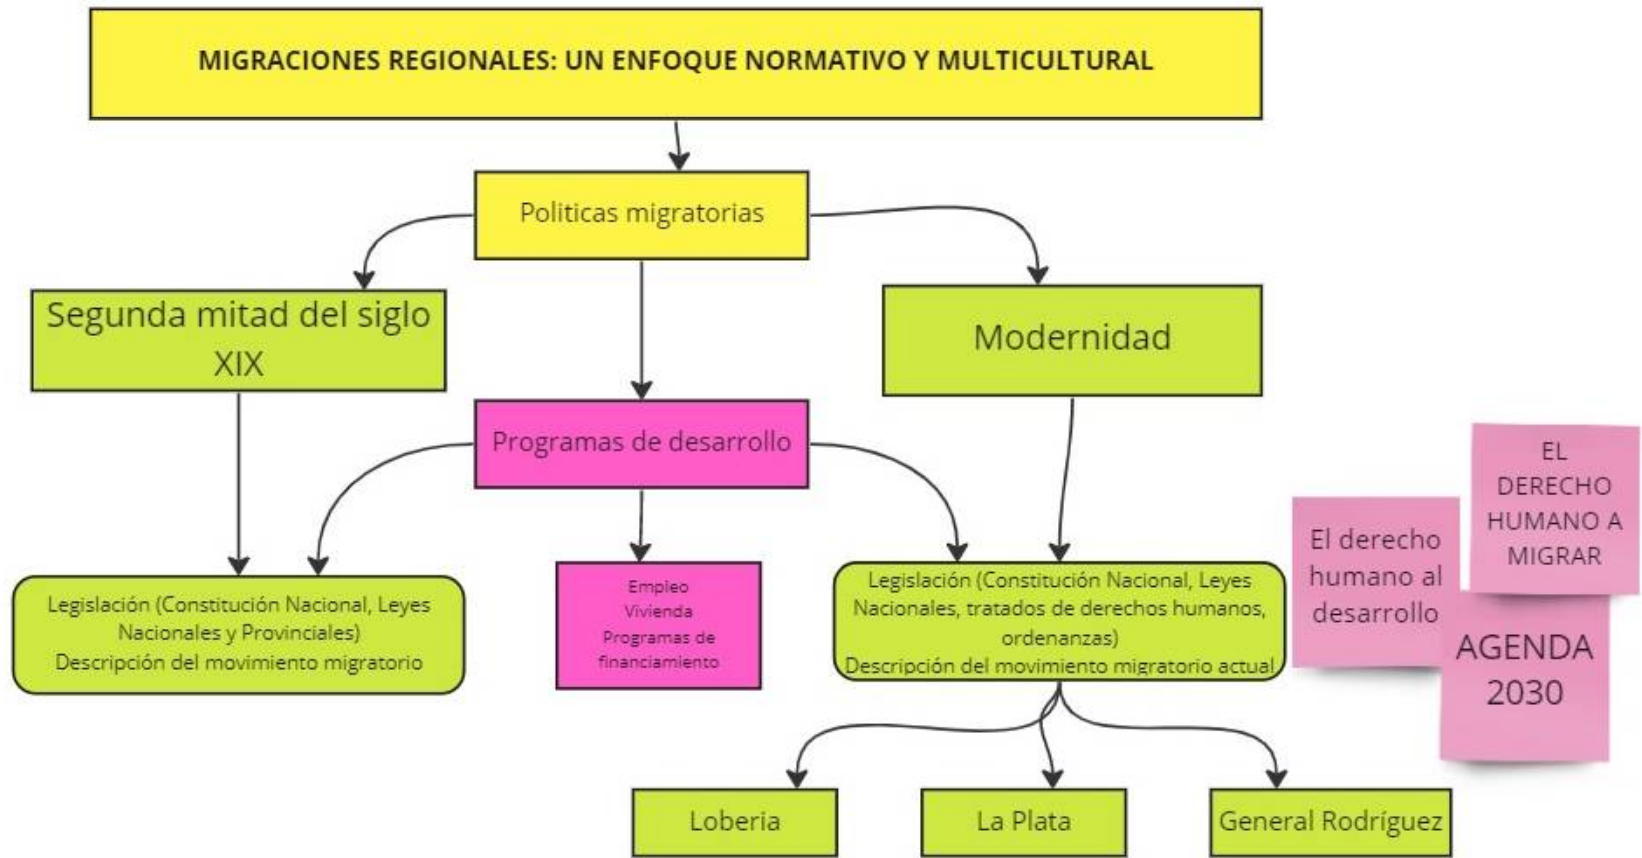 MIGRACIONES REGIONALES: UN ENFOQUE NORMATIVO Y MULTICULTURAL
Politicas migratorias
Segunda mitad del siglo
XIX
Modernidad
Programas de desarrollo
Legislación (Constitución Nacional, Leyes
Nacionales y Provinciales)
Descripción del movimiento migratorio
Empleo
Vivienda
Programas de
financiamiento
Legislación (Constitución Nacional, Leyes
Nacionales, tratados de derechos humanos,
ordenanzas)
Descripción del movimiento migratorio actual
El derecho
humano al
desarrollo
EL
DERECHO
HUMANO A
MIGRAR
AGENDA
2030
Loberia
La Plata
General Rodríguez